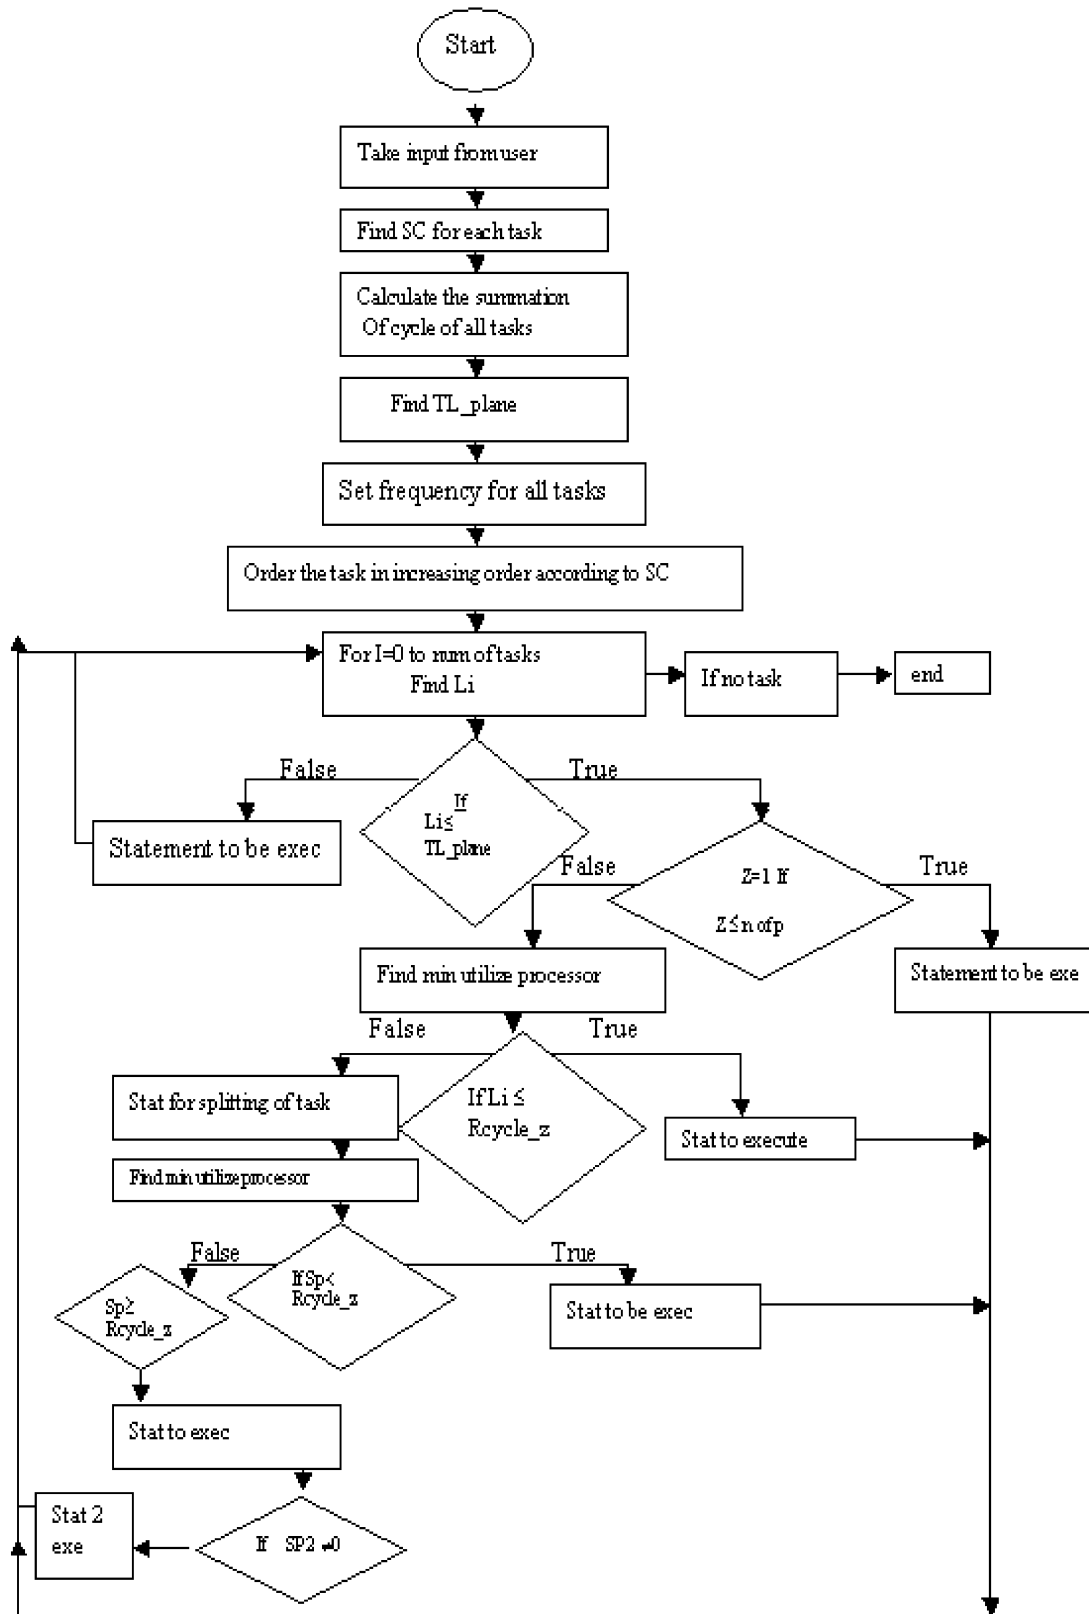 Start
Take input from user
Find SC for each task
Calculate the summation
Of cycle of all tasks
Find TL_plane
Set frequency for all tasks
Order the task in increasing order according to SC
For I=0 to num of tasks
Find Li
If no task
end
False
True
If
Li≤
TL_plane
Statement to be exec
False
True
Z=1 If
Z ≤ n of p
Find min utilize processor
Statement to be exe
False
True
Stat for splitting of task
If Li ≤
Rcycle_z
Stat to execute
Find min utilize processor
False
True
If Sp<
Rcycle_z
Sp≥
Rcycle_z
Stat to be exec
Stat to exec
Stat 2
exe
If SP2 ≠0